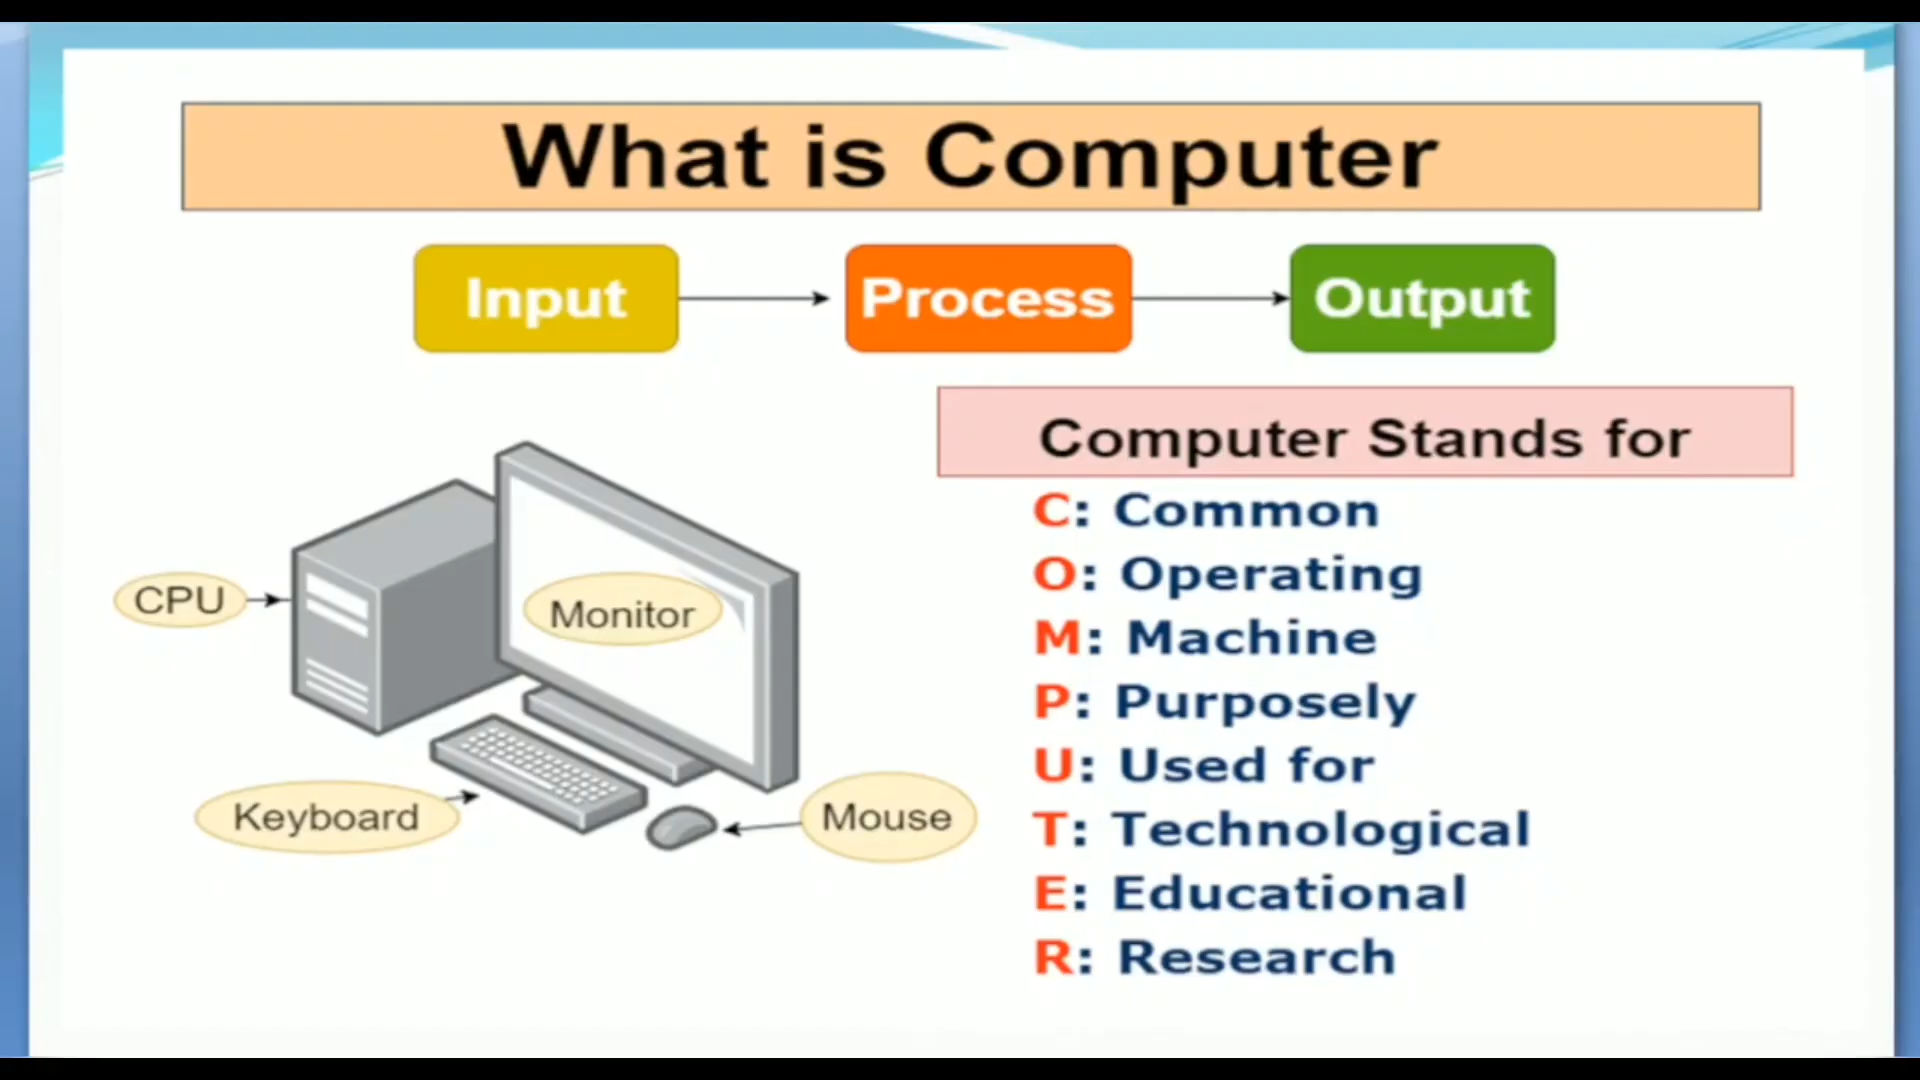 What is Computer
Input
Process
Output
Computer Stands for
C: Common
O: Operating
M: Machine
P: Purposely
U: Used for
T: Technological
E: Educational
R: Research
CPU
Monitor
Keyboard
Mouse